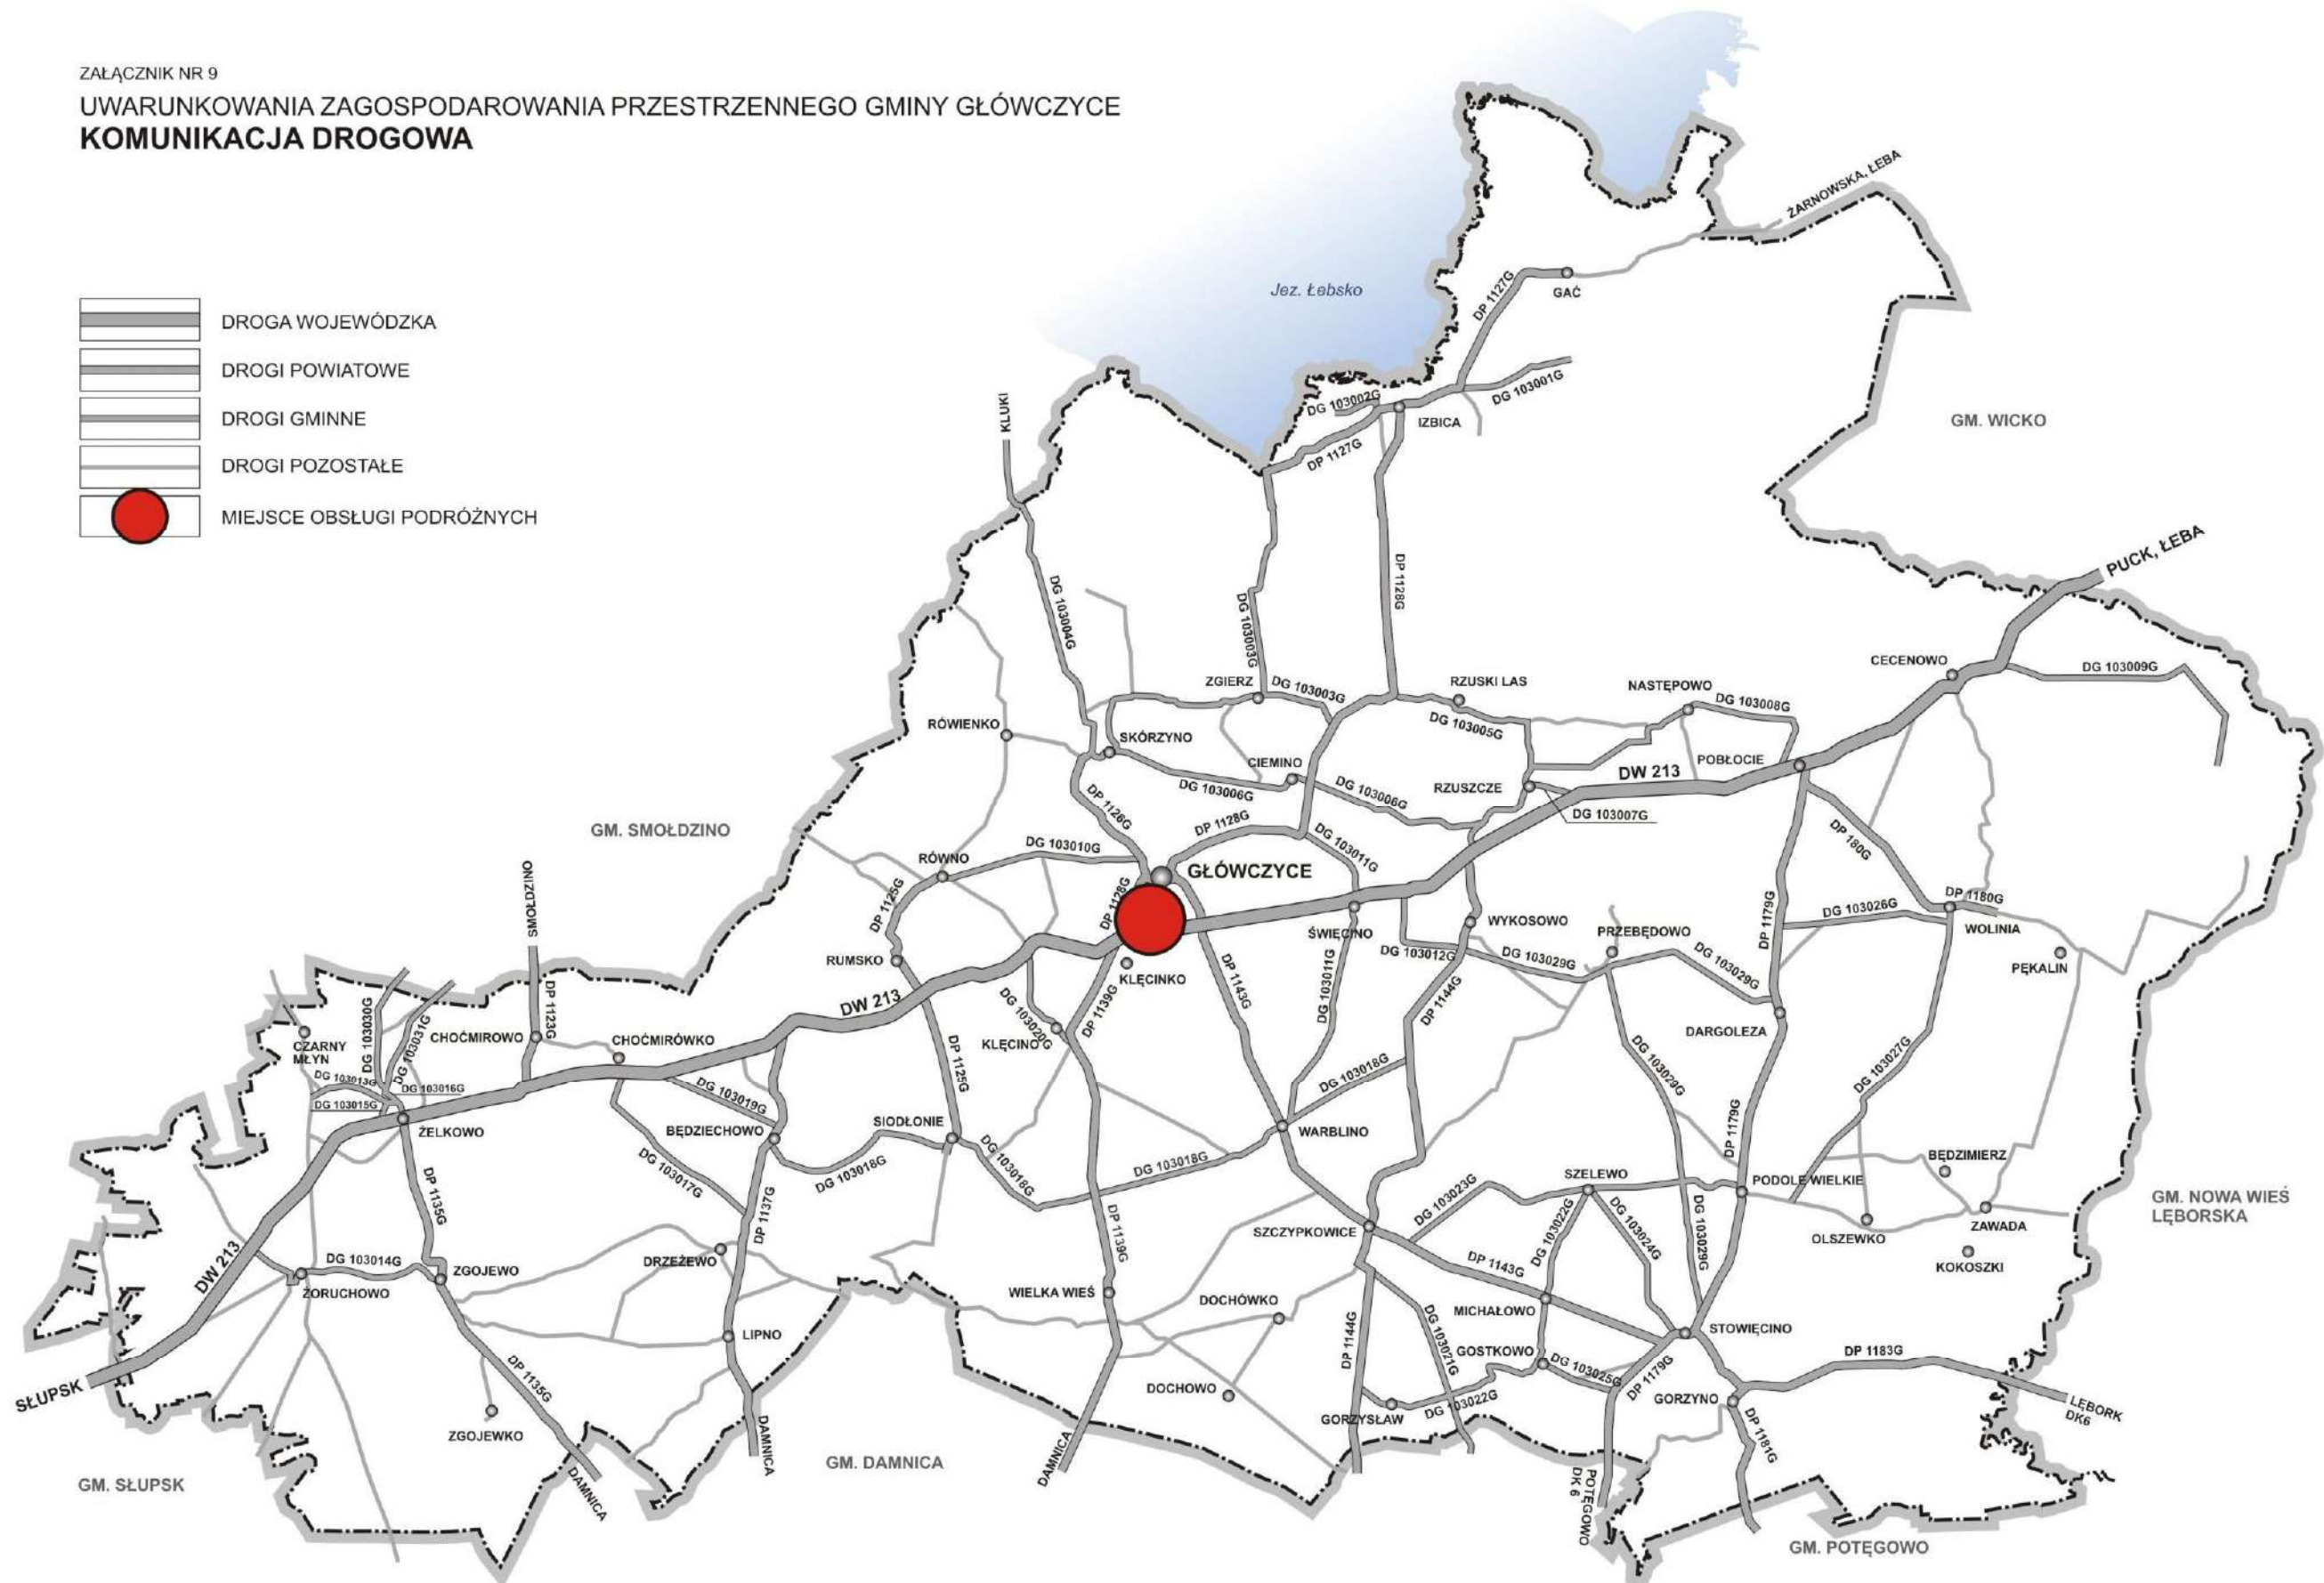 ZAŁĄCZNIK NR 9
UWARUNKOWANIA ZAGOSPODAROWANIA PRZESTRZENNEGO GMINY GŁÓWCZYCE
KOMUNIKACJA DROGOWA
DROGA WOJEWÓDZKA
DROGI POWIATOWE
DROGI GMINNE
DROGI POZOSTAŁE
MIEJSCE OBSŁUGI PODRÓŻNYCH
ŻARNOWSKA, ŁEBA
Jez. Łebsko
DP 1127G
GAĆ
DG 103001G
DG 103002G
IZBICA
DP 1127G
KLUKI
GM. WICKO
PUCK, ŁEBA
DP 1128G
DG 103004G
DG 103003G
CECENOWO
DG 103009G
ZGIERZ
DG 103003G
RZUSKI LAS
NASTĘPOWO
DG 103008G
DG 103005G
RÓWIENKO
SKÓRZYNO
CIEMINO
POBŁOCIE
DW 213
RZUSZCZE
DG 103006G
DG 103006G
DG 103007G
DP 1126G
DP 1128G
GM. SMOŁDZINO
DG 103011G
DP 180G
DG 103010G
RÓWNO
GŁÓWCZYCE
DP 1125G
DP 1128G
SMOŁDZINO
DP 1180G
DG 103026G
WOLINIA
DP 1179G
WYKOSOWO
ŚWIĘCINO
PRZEBĘDOWO
DG 103012G
DG 103029G
DG 103029G
PĘKALIN
RUMSKO
KLĘCINKO
DP 1143G
DG 103011G
DP 1144G
DW 213
DG 103020G
DP 1139G
KLĘCINO
DARGOLEZA
DP 1123G
CHOĆMIROWO
CHOĆMIRÓWKO
CZARNY
MŁYN
DG 103030G
DG 103031G
DG 103013G
DG 103016G
DG 103015G
ŻELKOWO
DG 103019G
DP 1125G
DG 103018G
DG 103029G
DG 103027G
BĘDZIECHOWO
SIODŁONIE
WARBLINO
DP 1179G
DG 103018G
DG 103018G
DG 103018G
DG 103017G
DP 1135G
DP 1137G
BĘDZIMIERZ
SZELEWO
PODOLE WIELKIE
DG 103023G
GM. NOWA WIEŚ
LĘBORSKA
ZAWADA
OLSZEWKO
KOKOSZKI
SZCZYPKOWICE
DG 103022G
DG 103024G
DG 103029G
DP 1139G
DP 1143G
DW 213
DG 103014G
ZGOJEWO
ŻORUCHOWO
DRZEŻEWO
WIELKA WIEŚ
DOCHÓWKO
MICHAŁOWO
STOWIĘCINO
LIPNO
DP 1144G
DG 103021G
GOSTKOWO
DG 103025G
DP 1179G
DP 1183G
DP 1135G
DOCHOWO
GORZYSŁAW
DG 103022G
GORZYNO
DP 1181G
LĘBORK
DK6
SŁUPSK
ZGOJEWKO
DAMNICA
DAMNICA
DAMNICA
GM. DAMNICA
GM. SŁUPSK
POTĘGOWO
DK 6
GM. POTĘGOWO